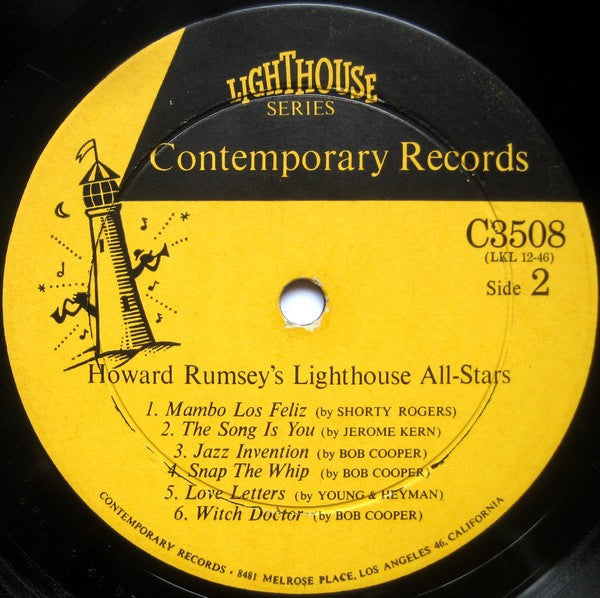 LIGHTHOUSE
SERIES
Contemporary Records
C3508
(LKL 12-46)
Side 2
Howard Rumsey's Lighthouse All-Stars
1. Mambo Los Feliz (by SHORTY ROGERS)
2. The Song Is You (by JEROME KERN)
3. Jazz Invention (by BOB COOPER)
4. Snap The Whip (by BOB COOPER)
5. Love Letters (by YOUNG & HEYMAN)
6. Witch Doctor (by BOB COOPER)
CONTEMPORARY RECORDS • 8481 MELROSE PLACE, LOS ANGELES 46, CALIFORNIA